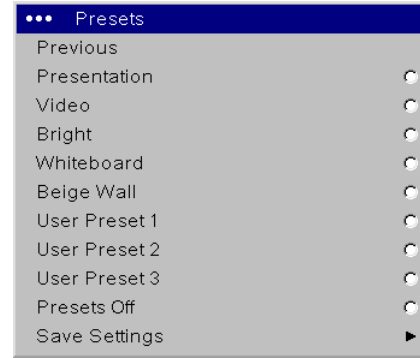 ••• Presets
Previous
Presentation
Video
Bright
Whiteboard
Beige Wall
User Preset 1
User Preset 2
User Preset 3
Presets Off
Save Settings